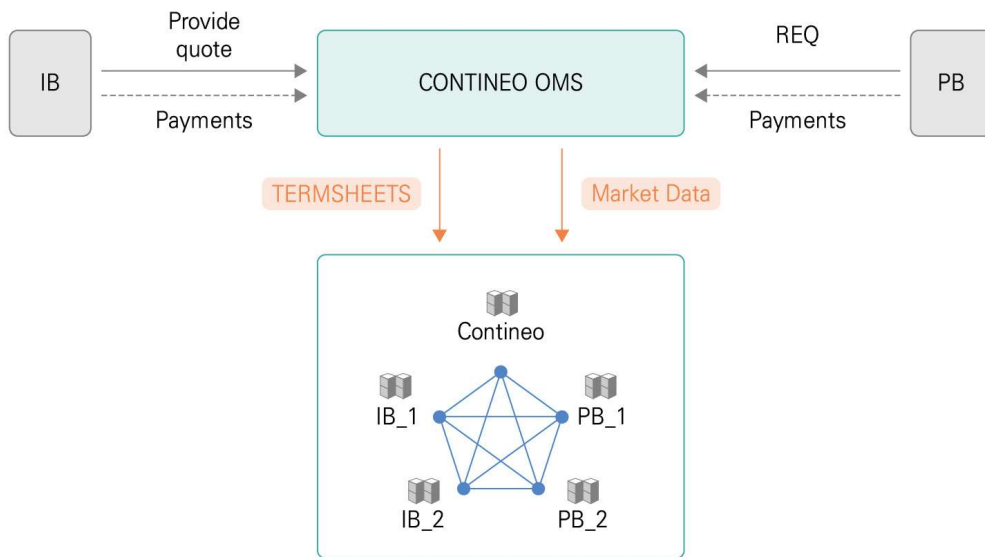 Provide
quote
REQ
IB
CONTINEO OMS
PB
Payments
Payments
TERMSHEETS
Market Data
Contineo
IB_1
PB_1
IB_2
PB_2